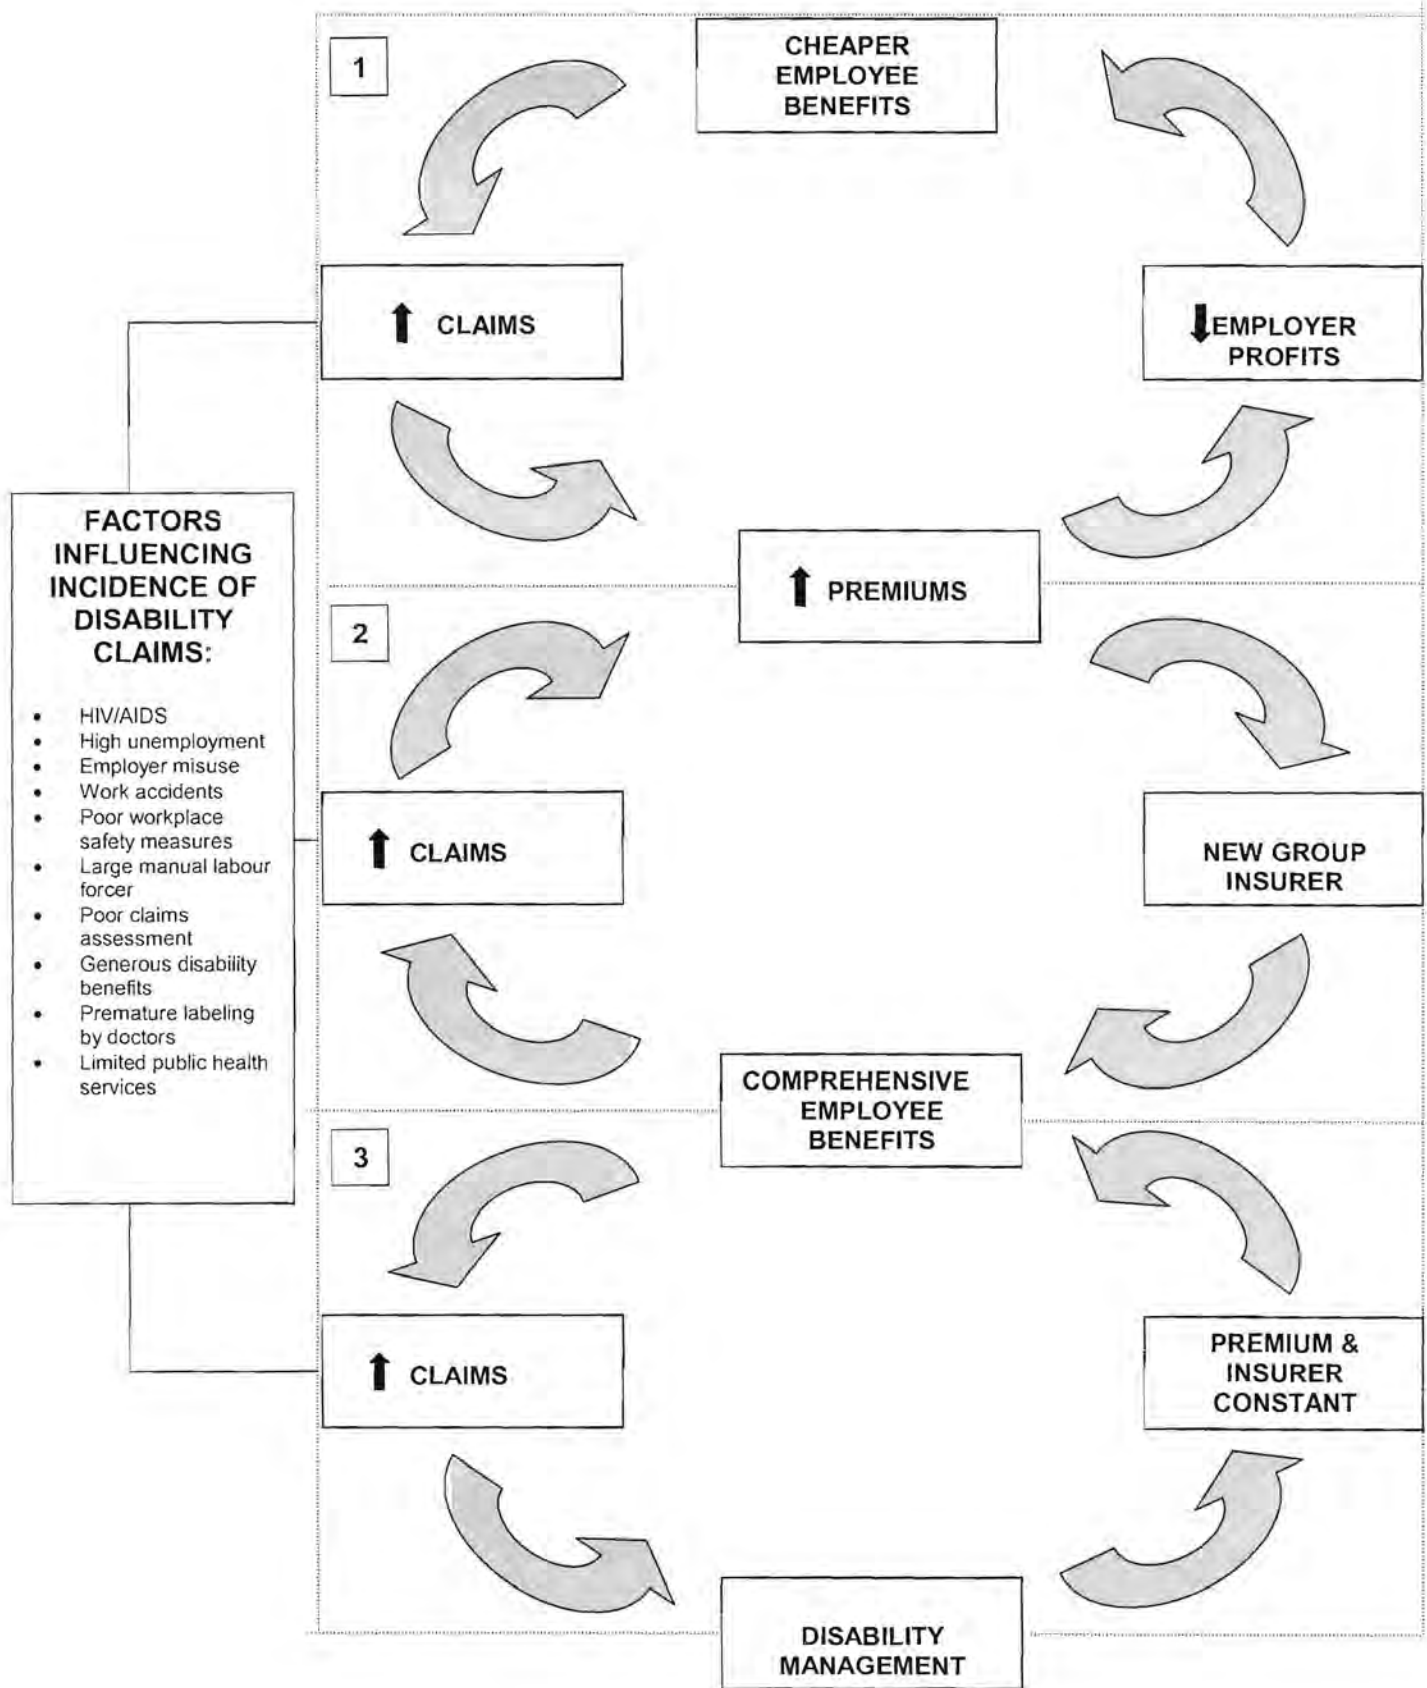 1
CHEAPER
EMPLOYEE
BENEFITS
CLAIMS
EMPLOYER
PROFITS
PREMIUMS
FACTORS
INFLUENCING
INCIDENCE OF
DISABILITY
CLAIMS:
• HIV/AIDS
• High unemployment
• Employer misuse
• Work accidents
• Poor workplace
safety measures
• Large manual labour
forcer
• Poor claims
assessment
• Generous disability
benefits
• Premature labeling
by doctors
• Limited public health
services
2
CLAIMS
NEW GROUP
INSURER
COMPREHENSIVE
EMPLOYEE
BENEFITS
3
CLAIMS
PREMIUM &
INSURER
CONSTANT
DISABILITY
MANAGEMENT